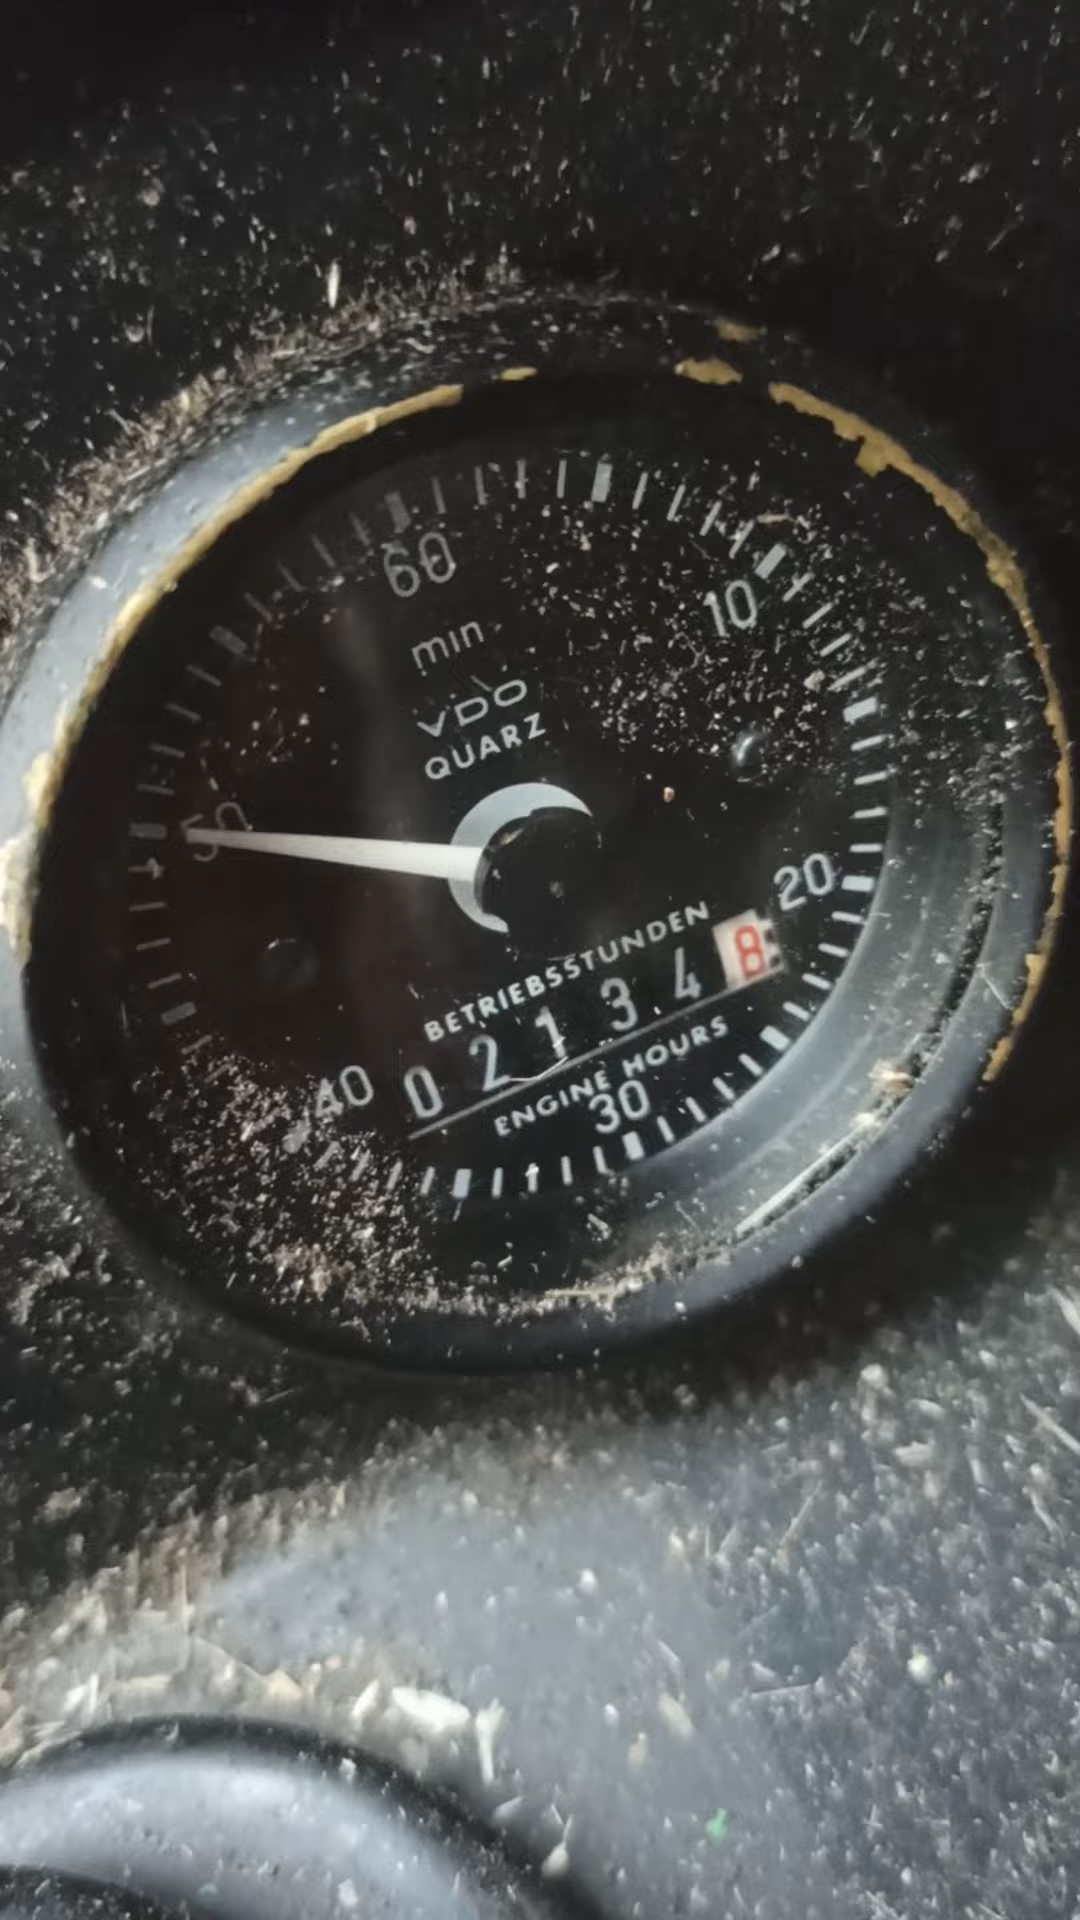 60
10
min
VDO
QUARZ
50
20
BETRIEBSSTUNDEN
0 2 1 3 4 8
40
ENGINE HOURS
30